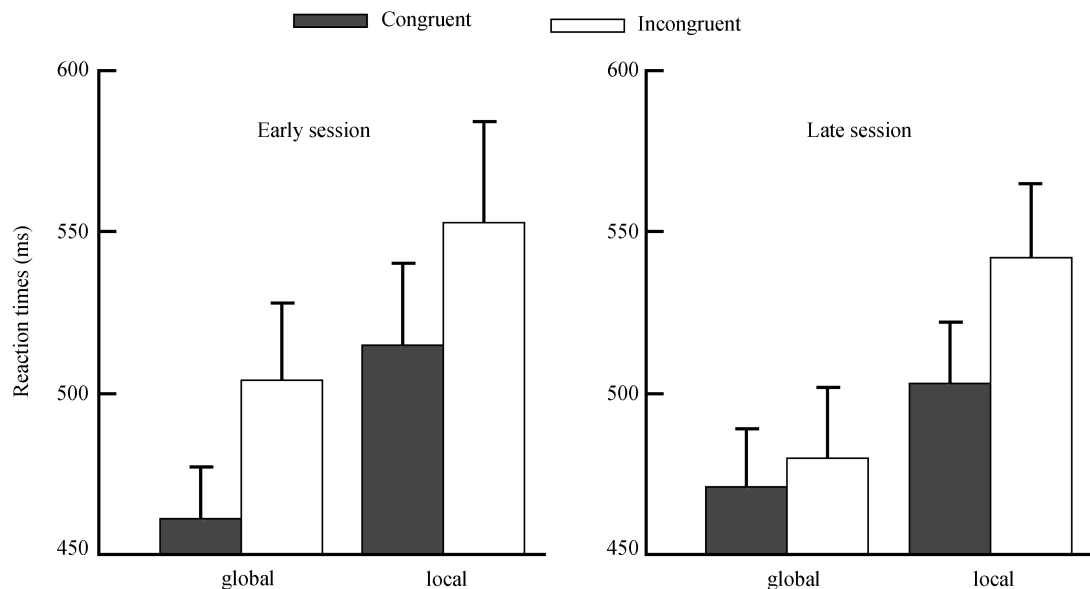 Congruent
Incongruent
Early session
Late session
Reaction times (ms)
600
550
500
450
global
local
600
550
500
450
global
local